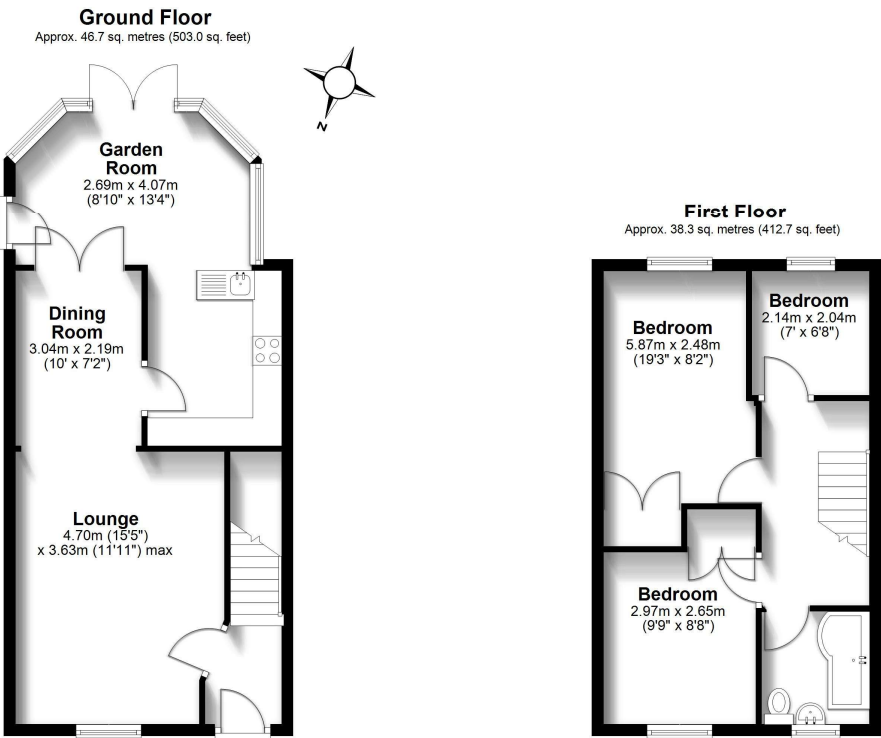 Ground Floor
Approx. 46.7 sq. metres (503.0 sq. feet)
N
Garden
Room
2.69m x 4.07m
(8'10" x 13'4")
Dining
Room
3.04m x 2.19m
(10' x 7'2")
Lounge
4.70m (15'5")
x 3.63m (11'11") max
First Floor
Approx. 38.3 sq. metres (412.7 sq. feet)
Bedroom
5.87m x 2.48m
(19'3" x 8'2")
Bedroom
2.14m x 2.04m
(7' x 6'8")
Bedroom
2.97m x 2.65m
(9'9" x 8'8")